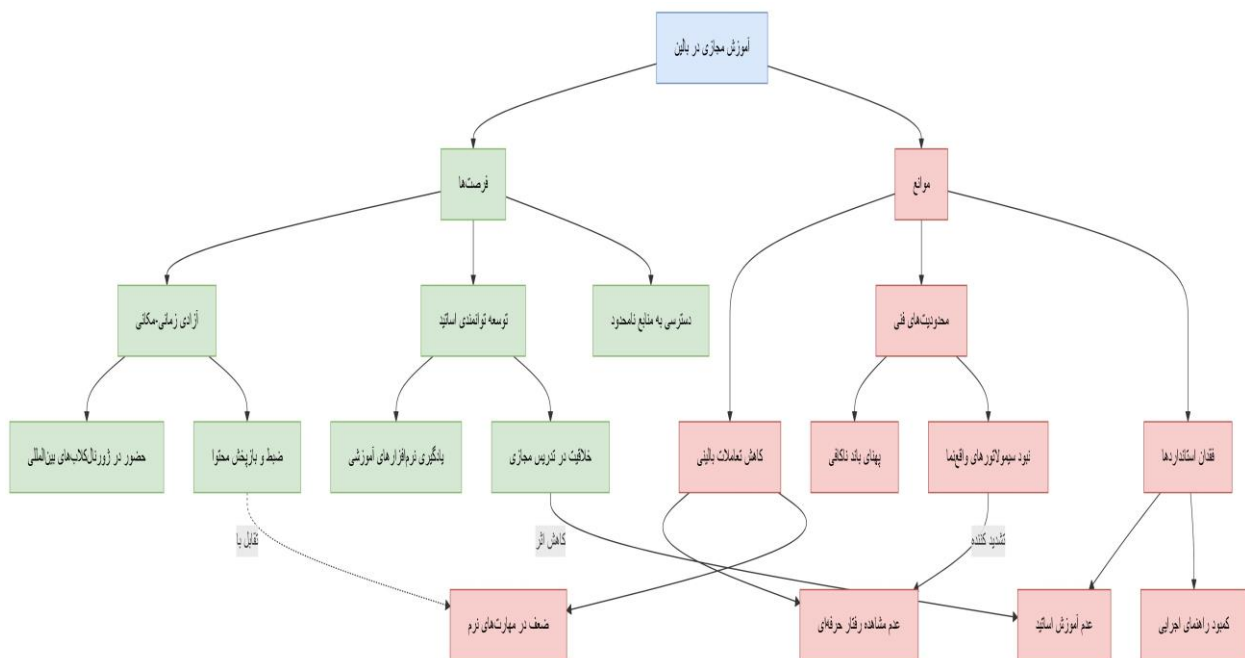 آموزش مجازی در بالین
فرصت‌ها
موانع
آزادی زمانی-مکانی
توسعه توانمندی اساتید
دسترسی به منابع نامحدود
محدودیت‌های فنی
حضور در ژورنال‌کلاب‌های بین‌المللی
ضبط و بازپخش محتوا
یادگیری نرم‌افزارهای آموزشی
خلاقیت در تدریس مجازی
کاهش تعاملات بالینی
پهنای باند ناکافی
نبود سیمولاتورهای واقع‌نما
فقدان استانداردها
تقابل با
کاهش اثر
تشدید کننده
ضعف در مهارت‌های نرم
عدم مشاهده رفتار حرفه‌ای
عدم آموزش اساتید
کمبود راهنمای اجرایی